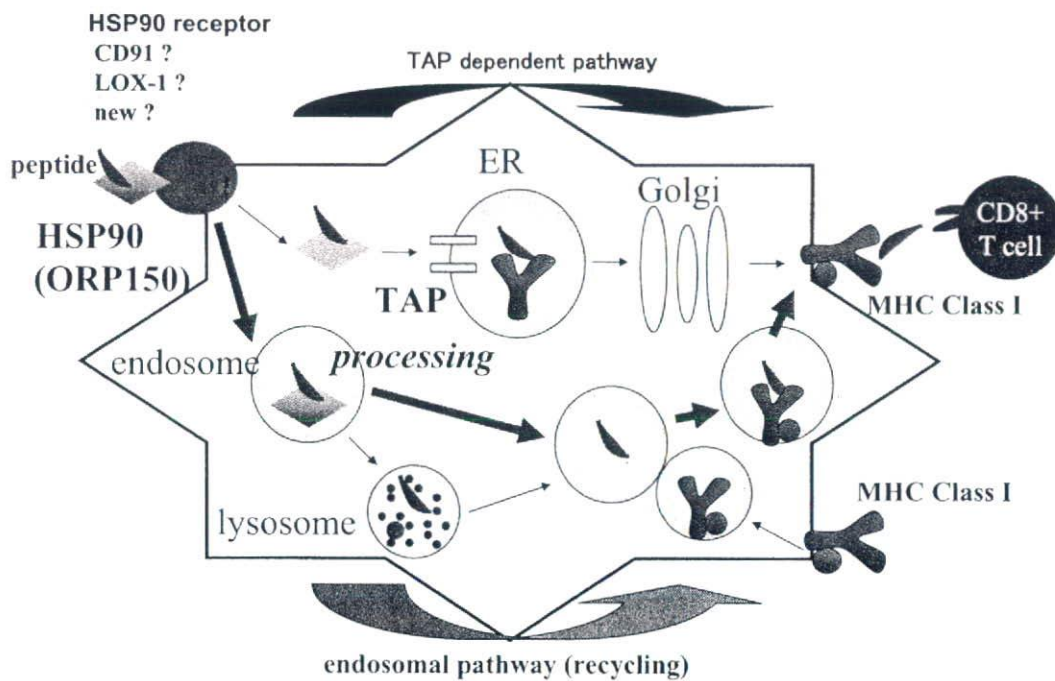 HSP90 receptor
CD91 ?
LOX-1 ?
new ?
TAP dependent pathway
peptide
HSP90
(ORP150)
ER
Golgi
TAP
CD8+
T cell
MHC Class I
endosome
processing
lysosome
MHC Class I
endosomal pathway (recycling)